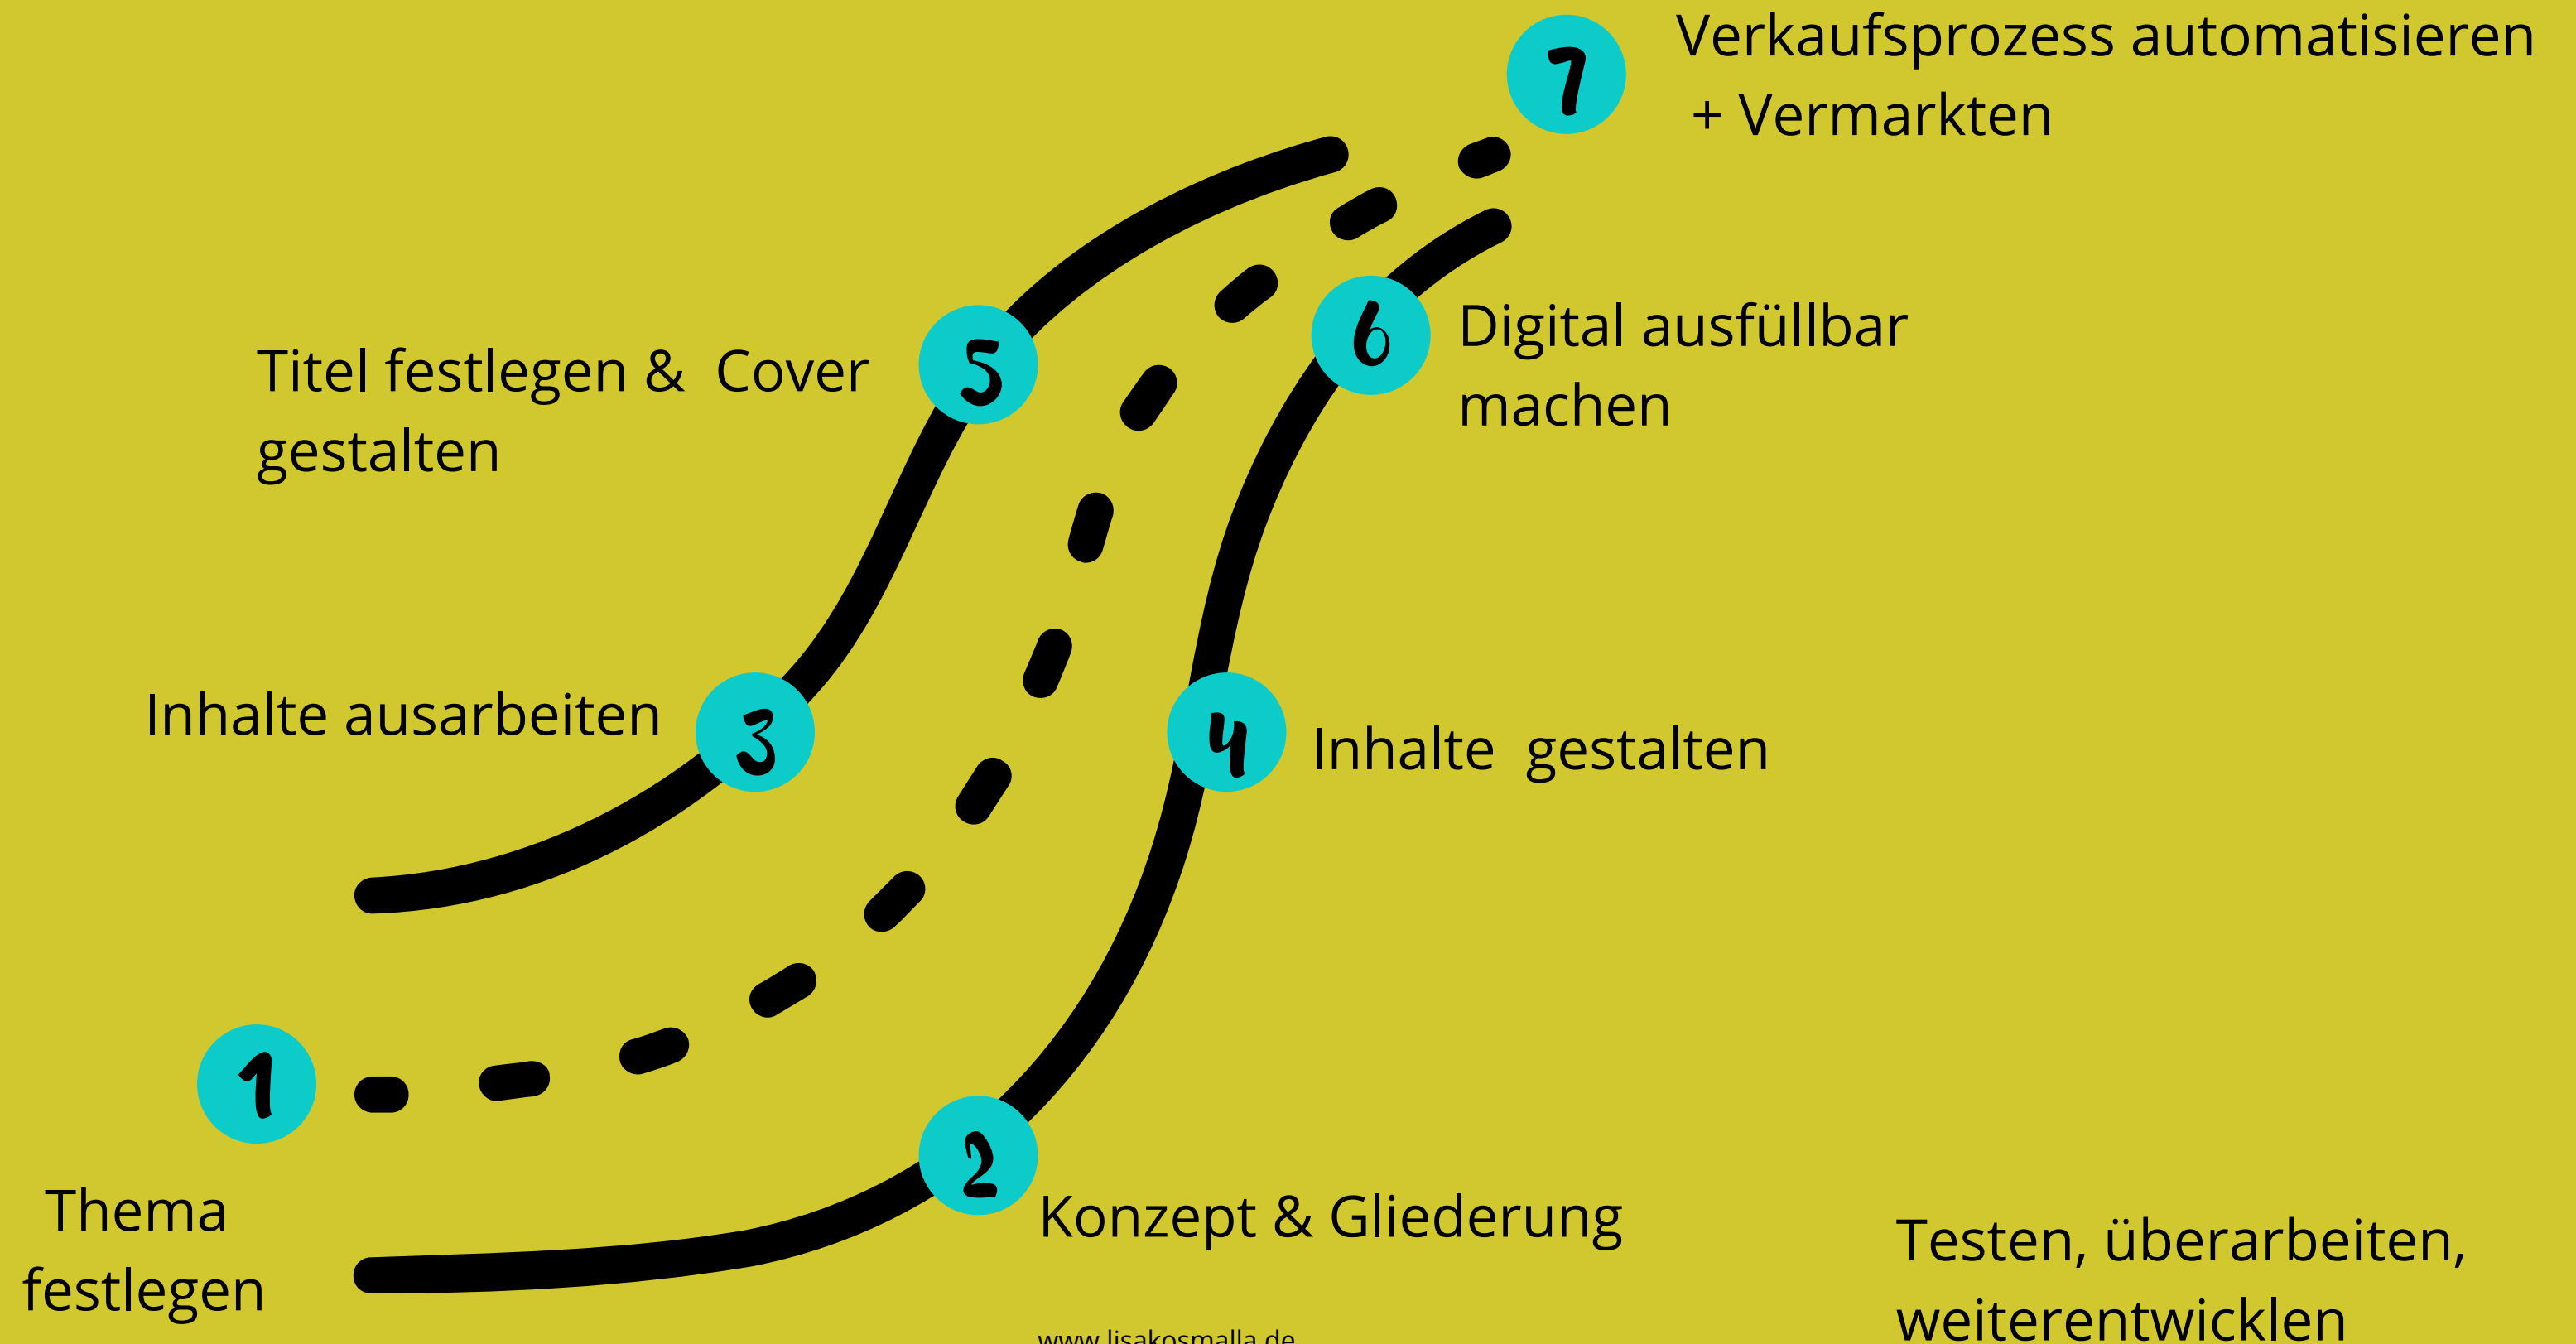 7
Verkaufsprozess automatisieren
+ Vermarkten
5
Titel festlegen & Cover
gestalten
6
Digital ausfüllbar
machen
3
Inhalte ausarbeiten
4
Inhalte gestalten
1
Thema
festlegen
2
Konzept & Gliederung
Testen, überarbeiten,
weiterentwicklen
www.lisakosmalla.de